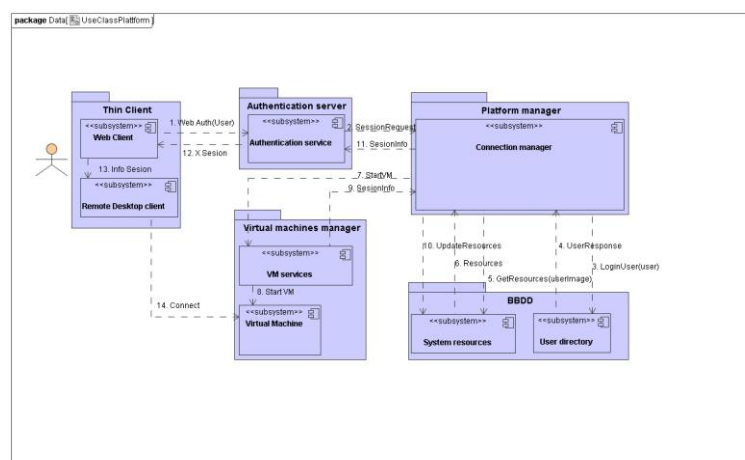 package Data[ UseClassPlattform ]
Thin Client
<<subsystem>>
Web Client
<<subsystem>>
Remote Desktop client
1. Web Auth(User)
12. X Sesion
13. Info Sesion
14. Connect
Authentication server
<<subsystem>>
Authentication service
2. SessionRequest
11. SesionInfo
Platform manager
<<subsystem>>
Connection manager
7. StartVM
9. SesionInfo
Virtual machines manager
<<subsystem>>
VM services
8. Start VM
<<subsystem>>
Virtual Machine
10. UpdateResources
6. Resources
5. GetResources(userImage)
4. UserResponse
3. LoginUser(user)
BBDD
<<subsystem>>
System resources
<<subsystem>>
User directory